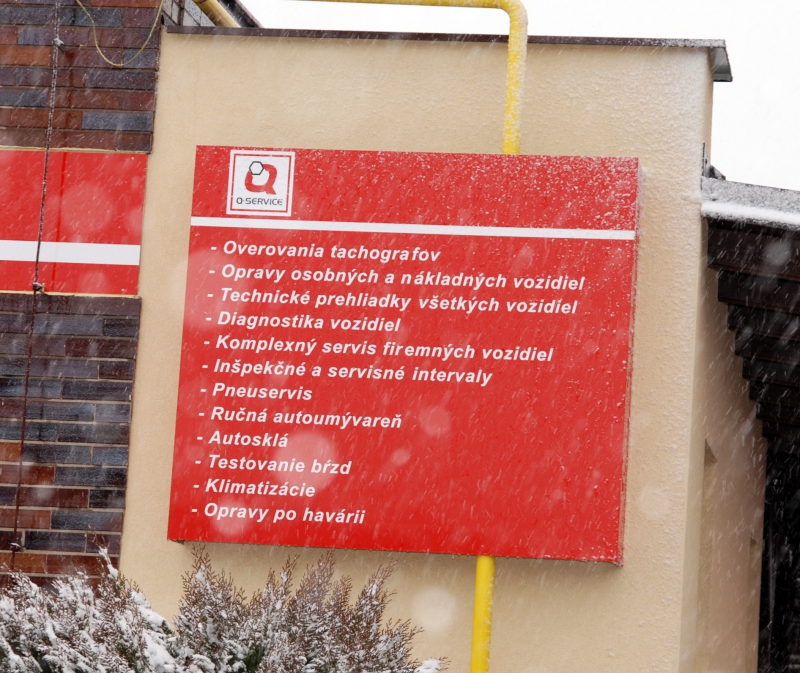 Q-SERVICE
- Overovania tachografov
- Opravy osobných a nákladných vozidiel
- Technické prehliadky všetkých vozidiel
- Diagnostika vozidiel
- Komplexný servis firemných vozidiel
- Inšpekčné a servisné intervaly
- Pneuservis
- Ručná autoumývareň
- Autosklá
- Testovanie bŕzd
- Klimatizácie
- Opravy po havárii